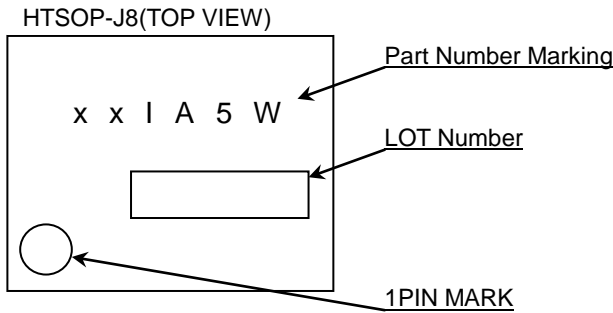 HTSOP-J8(TOP VIEW)
Part Number Marking
x x I A 5 W
LOT Number
1PIN MARK